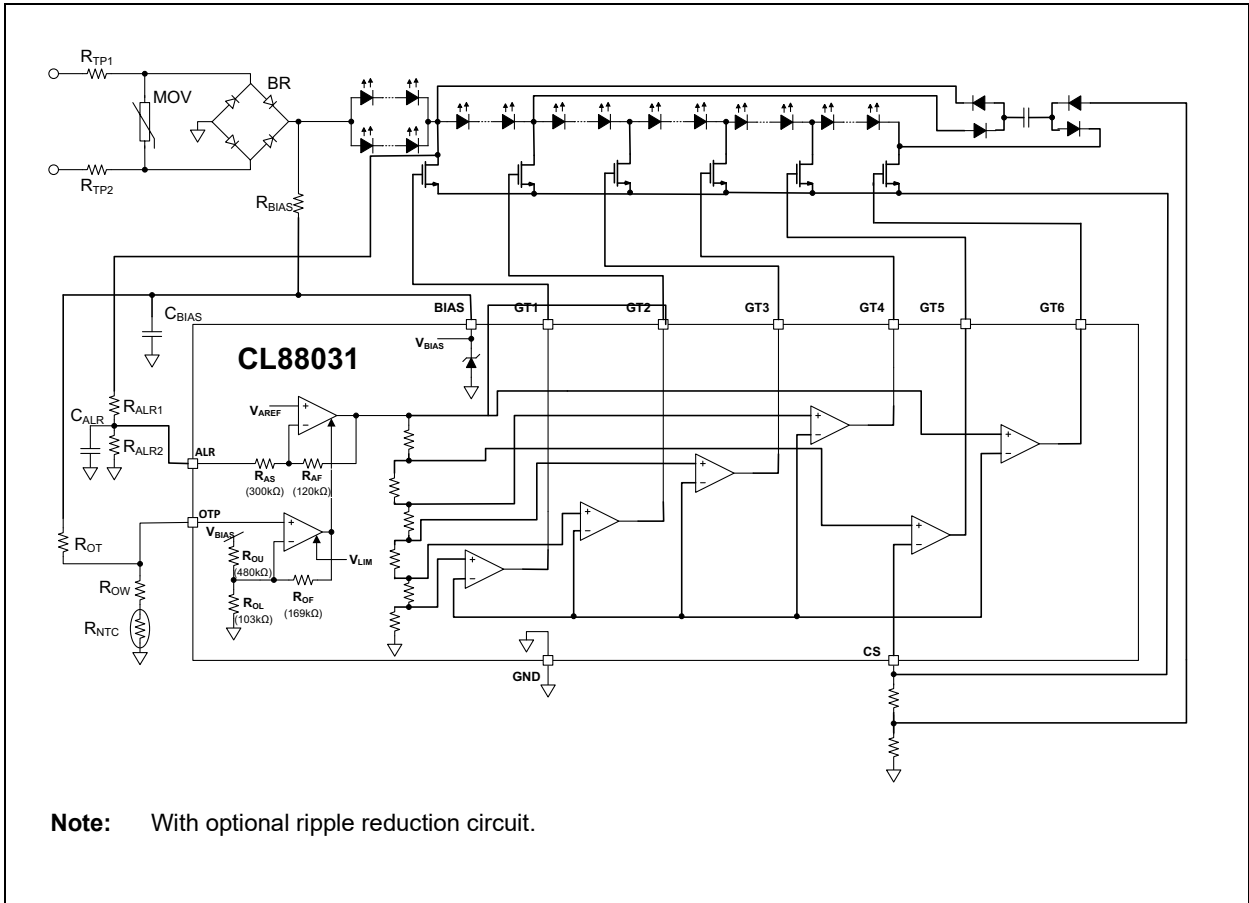 RTP1
MOV
BR
RTP2
RBIAS
CBIAS
BIAS
GT1
GT2
GT3
GT4
GT5
GT6
VBIAS
CL88031
CALR
RALR1
RALR2
VAREF
ALR
RAS
(300kΩ)
RAF
(120kΩ)
OTP
VBIAS
ROT
ROU
(480kΩ)
VLIM
ROW
ROL
(103kΩ)
ROF
(169kΩ)
RNTC
GND
CS
Note: With optional ripple reduction circuit.